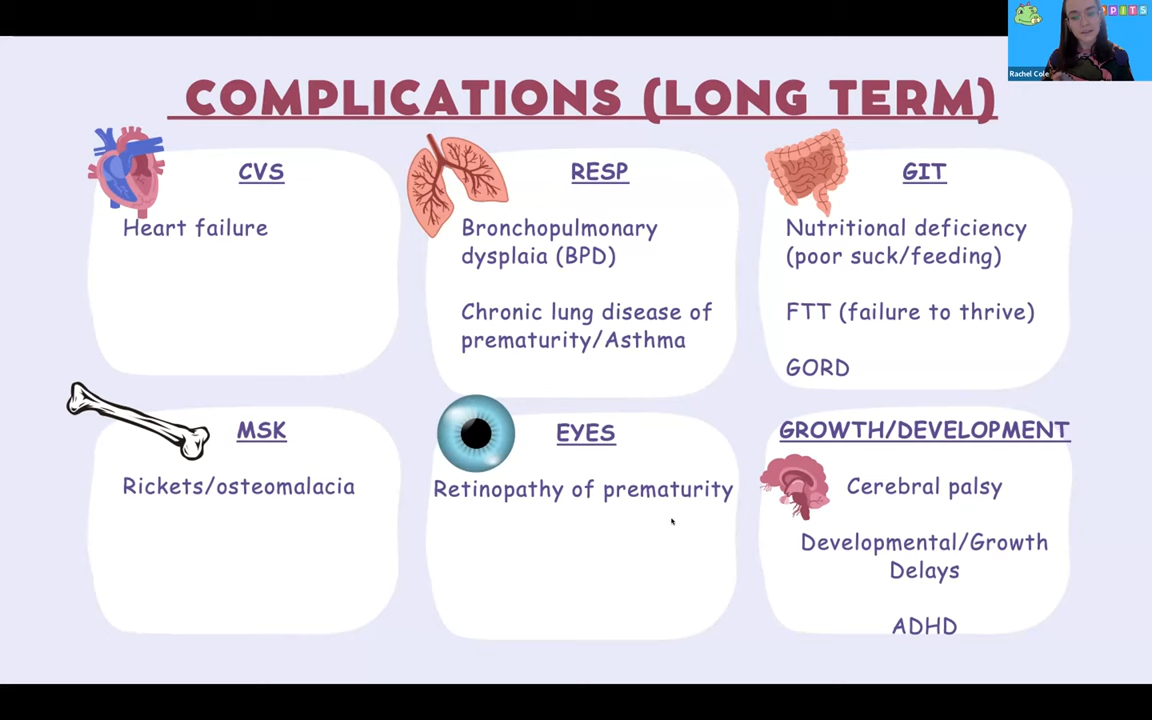 COMPLICATIONS (LONG TERM)
PITS
Rachel Cole
CVS
Heart failure
RESP
Bronchopulmonary
dysplaia (BPD)
Chronic lung disease of
prematurity/Asthma
GIT
Nutritional deficiency
(poor suck/feeding)
FTT (failure to thrive)
GORD
MSK
Rickets/osteomalacia
EYES
Retinopathy of prematurity
GROWTH/DEVELOPMENT
Cerebral palsy
Developmental/Growth
Delays
ADHD